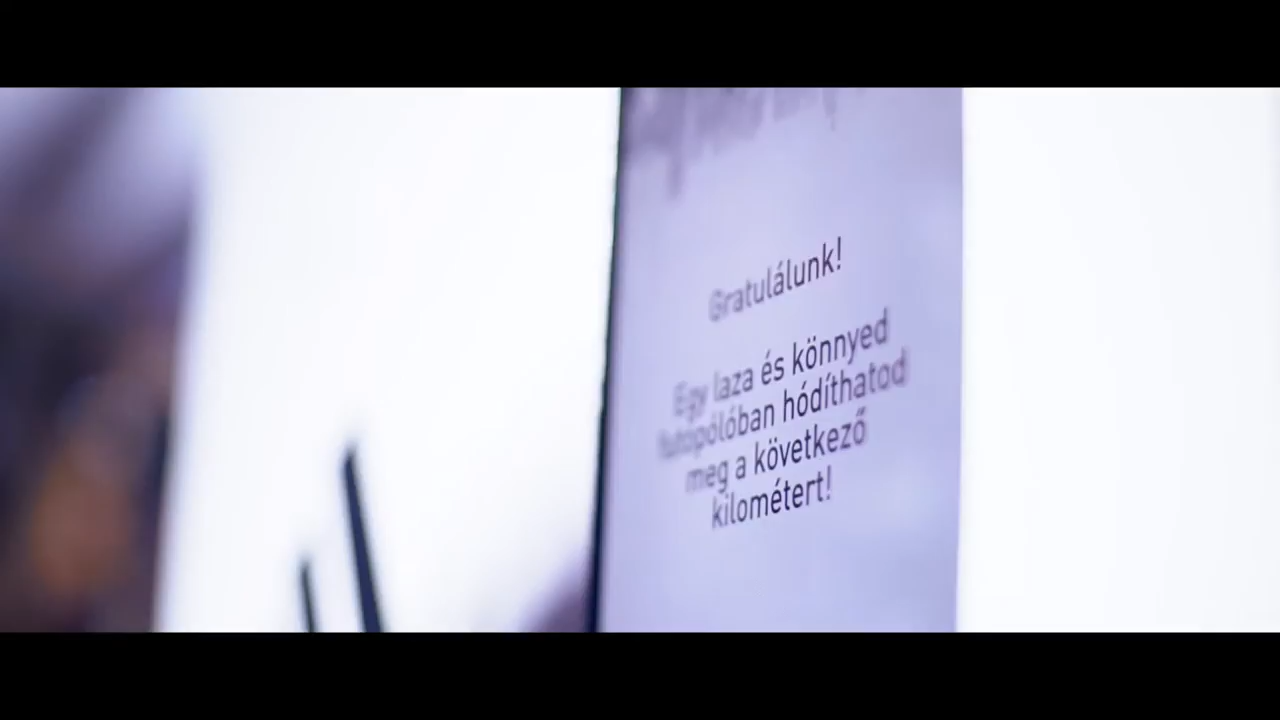 Gratulálunk!
Egy laza és könnyed
futópólóban hódíthatod
meg a következő
kilométert!